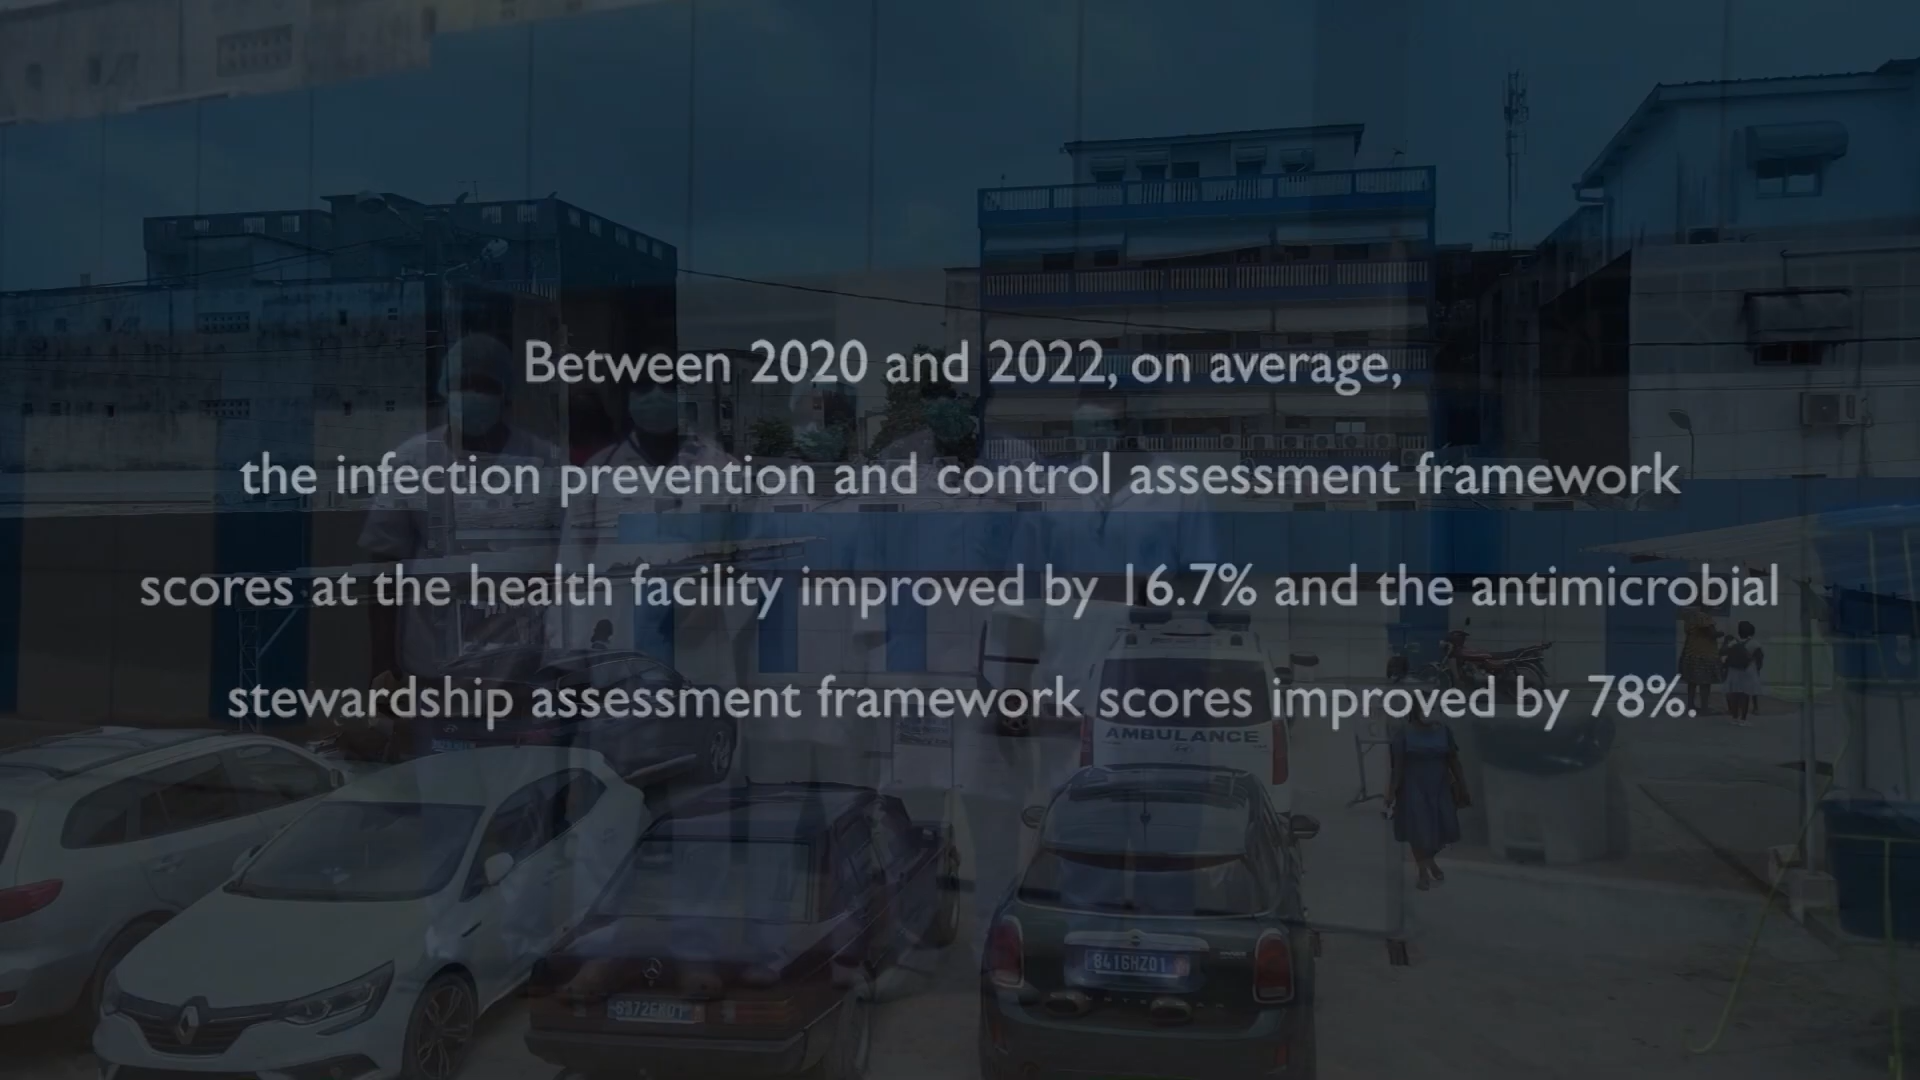 Between 2020 and 2022, on average,
the infection prevention and control assessment framework
scores at the health facility improved by 16.7% and the antimicrobial
stewardship assessment framework scores improved by 78%.
AMBULANCE
8416HZ01